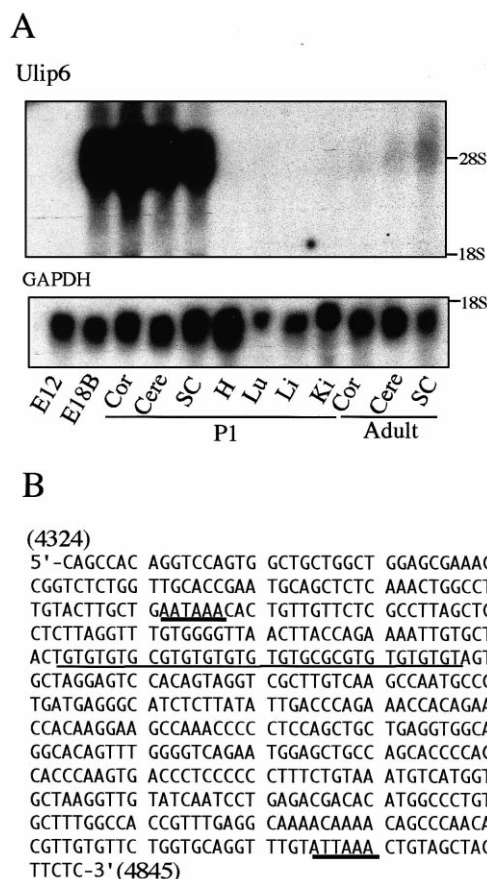 A
Ulip6
28S
18S
GAPDH
18S
E12 E18B Cor Cere SC H Lu Li Ki Cor Cere SC
P1 Adult
B
(4324)
5'-CAGCCAC AGGTCCAGTG GCTGCTGGCT GGAGCGAAAC
CGGTCTCTGG TTGCACCGAA TGCAGCTCTC AAACTGGCCT
TGTACTTGCT GAATAAACAC TGTTGTTCTC GCCTTAGCTC
CTCTTAGGTT TGTGGGGTTA ACTTACCAGA AAATTGTGCT
ACTGTGTGTG CGTGTGTGTG TGTGCGCGTG TGTGTGTAGT
GCTAGGAGTC CACAGTAGGT CGCTTGTCAA GCCAATGCCG
TGATGAGGGC ATCTCTTATA TTGACCCAGA AACCACAGAA
CCACAAGGAA GCCAAACCCC CTCCAGCTGC TGAGGTGGCA
GGCACAGTTT GGGGTCAGAA TGGAGCTGCC AGCACCCCAG
CACCCAAGTG ACCCTCCCCC CTTTCTGTAA ATGTCATGGT
GCTAAGGTTG TATCAATCCT GAGACGACAC ATGGCCCTGT
GCTTTGGCAC CCGTTTGAGG CAAAACAAAA CAGCCCAACA
CGTTGTGTTC TGGTGCAGGT TTGTATTAAA CTGTAGCTAC
TTCTC-3'(4845)